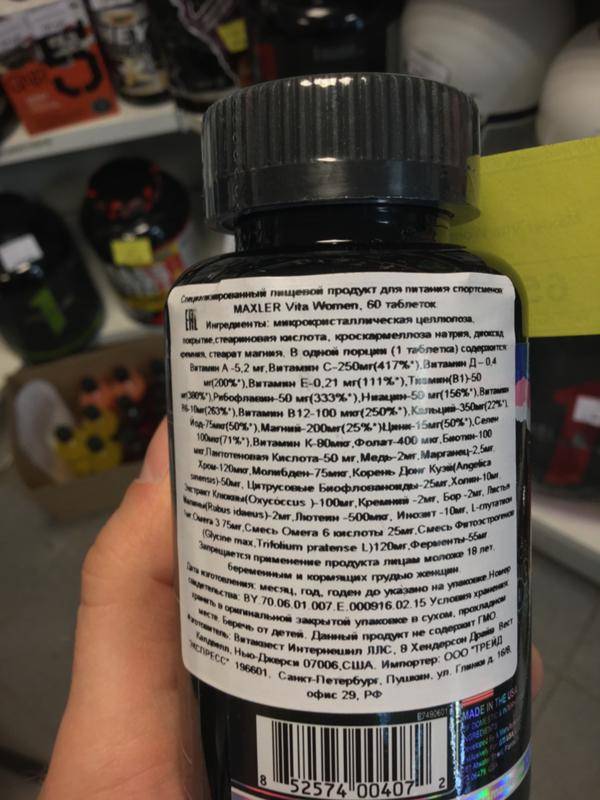 Специализированный пищевой продукт для питания спортсменов
MAXLER Vita Women, 60 таблеток
EAC
Ингредиенты: микрокристаллическая целлюлоза,
покрытие, стеариновая кислота, кроскармеллоза натрия, диоксид
кремния, стеарат магния. В одной порции (1 таблетка) содержится:
Витамин А -5,2 мг, Витамин С-250мг(417%*), Витамин Д – 0,4
мг(200%*), Витамин Е-0,21 мг(111%*), Тиамин(В1)-50
Рибофлавин-50 мг(333%*), Ниацин-50 мг(156%*), Витамин
В6-10мг(263%*), Витамин В12-100 мкг(250%*), Кальций-350мг(22%*),
Йод-75мкг(50%*), Магний-200мг(25%*), Цинк-15мг(50%*), Селен
100мкг(71%*), Витамин К-80мкг, Фолат-400 мкг, Биотин-100
мкг, Пантотеновая Кислота-50 мг, Медь-2мг, Марганец-2,5мг,
Хром-120мкг, Молибден-75мкг, Корень Донг Куэй(Angelica
sinensis)-50мг, Цитрусовые Биофлованоиды-25мг, Холин-10мг,
Экстракт Клюквы(Oxycoccus )-100мг, Кремний -2мг, Бор -2мг, Листья
Малины(Rubus idaeus)-2мг, Лютеин -500мкг, Инозит -10мг, L-глутатион
Омега 3 75мг, Смесь Омега 6 кислоты 25мг, Смесь Фитоэстрогенов
(Glycine max, Trifolium pratense L)120мг, Ферменты-55мг
Запрещается применение продукта лицам моложе 18 лет,
беременным и кормящих грудью женщин.
Дата изготовления: месяц, год, годен до указано на упаковке. Номер
свидетельства: BY.70.06.01.007.E.000916.02.15 Условия хранения:
хранить в оригинальной закрытой упаковке в сухом, прохладном
месте. Беречь от детей. Данный продукт не содержит ГМО
Изготовитель: Витаквест Интернешнл ЛЛС, 8 Хендерсон Драйв Вест
Калдвелл, Нью-Джерси 07006, США. Импортер: ООО "ТРЕЙД
ЭКСПРЕСС" 196601, Санкт-Петербург, Пушкин, ул. Глинки д. 16/8,
офис 29, РФ
MADE IN THE USA
8 52574 00407 2